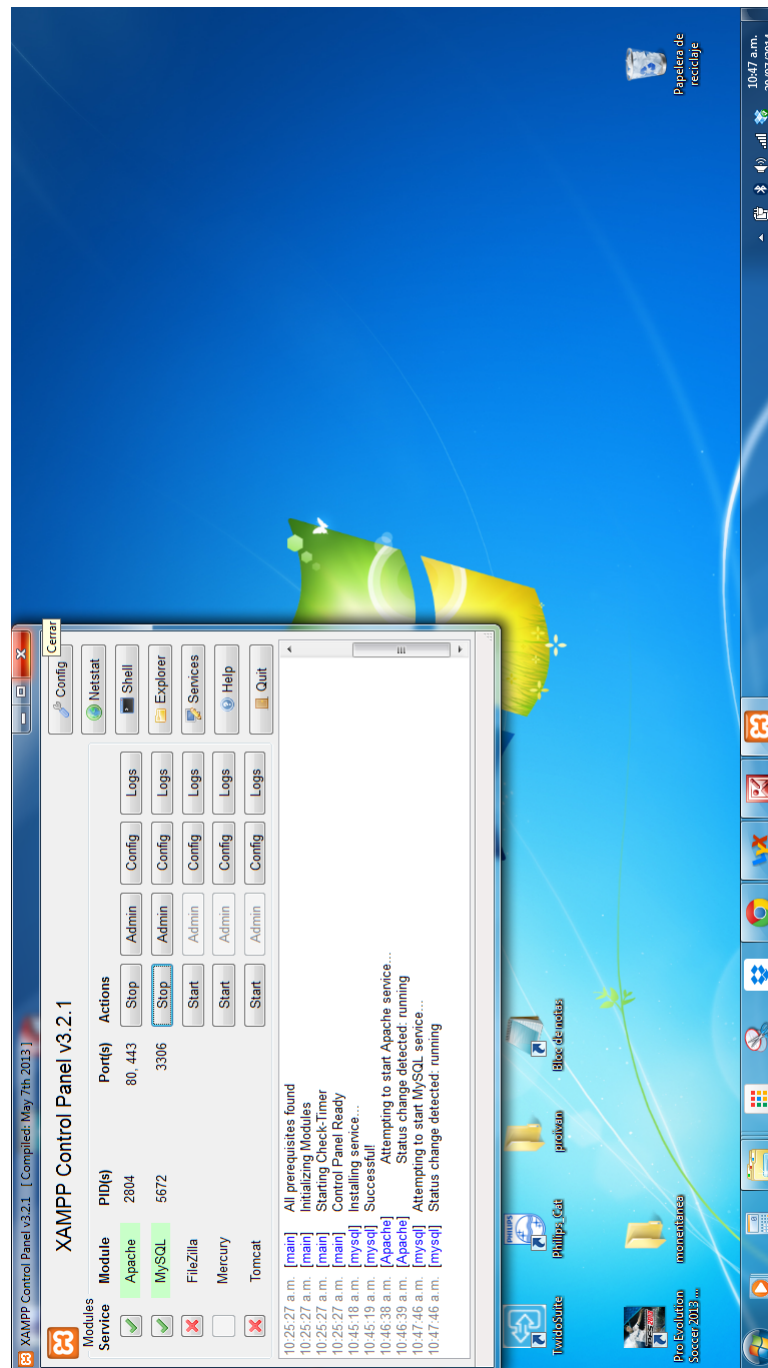 XAMPP Control Panel v3.2.1 [ Compiled: May 7th 2013 ]
Cerrar
XAMPP Control Panel v3.2.1
Config
Modules
Service Module PID(s) Port(s) Actions
Netstat
Apache 2804 80, 443 Stop Admin Config Logs
Shell
MySQL 5672 3306 Stop Admin Config Logs
Explorer
FileZilla Start Admin Config Logs
Services
Mercury Start Admin Config Logs
Help
Tomcat Start Admin Config Logs
Quit
10:25:27 a.m. [main] All prerequisites found
10:25:27 a.m. [main] Initializing Modules
10:25:27 a.m. [main] Starting Check-Timer
10:25:27 a.m. [main] Control Panel Ready
10:45:18 a.m. [mysql] Installing service...
10:45:19 a.m. [mysql] Successful!
10:46:38 a.m. [Apache] Attempting to start Apache service...
10:46:39 a.m. [Apache] Status change detected: running
10:47:46 a.m. [mysql] Attempting to start MySQL service...
10:47:46 a.m. [mysql] Status change detected: running
TwidoSuite
PHILIPS
Phillips_Cat
proivan
Bloc de notas
Pro Evolution
Soccer 2013 ...
monentanea
Papelera de
reciclaje
10:47 a.m.